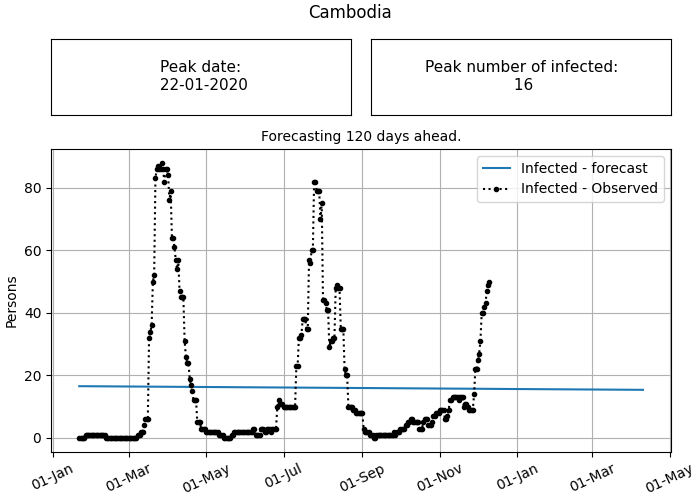 Cambodia
Peak date:
22-01-2020
Peak number of infected:
16
Forecasting 120 days ahead.
Infected - forecast
Infected - Observed
Persons
80
60
40
20
0
01-Jan
01-Mar
01-May
01-Jul
01-Sep
01-Nov
01-Jan
01-Mar
01-May